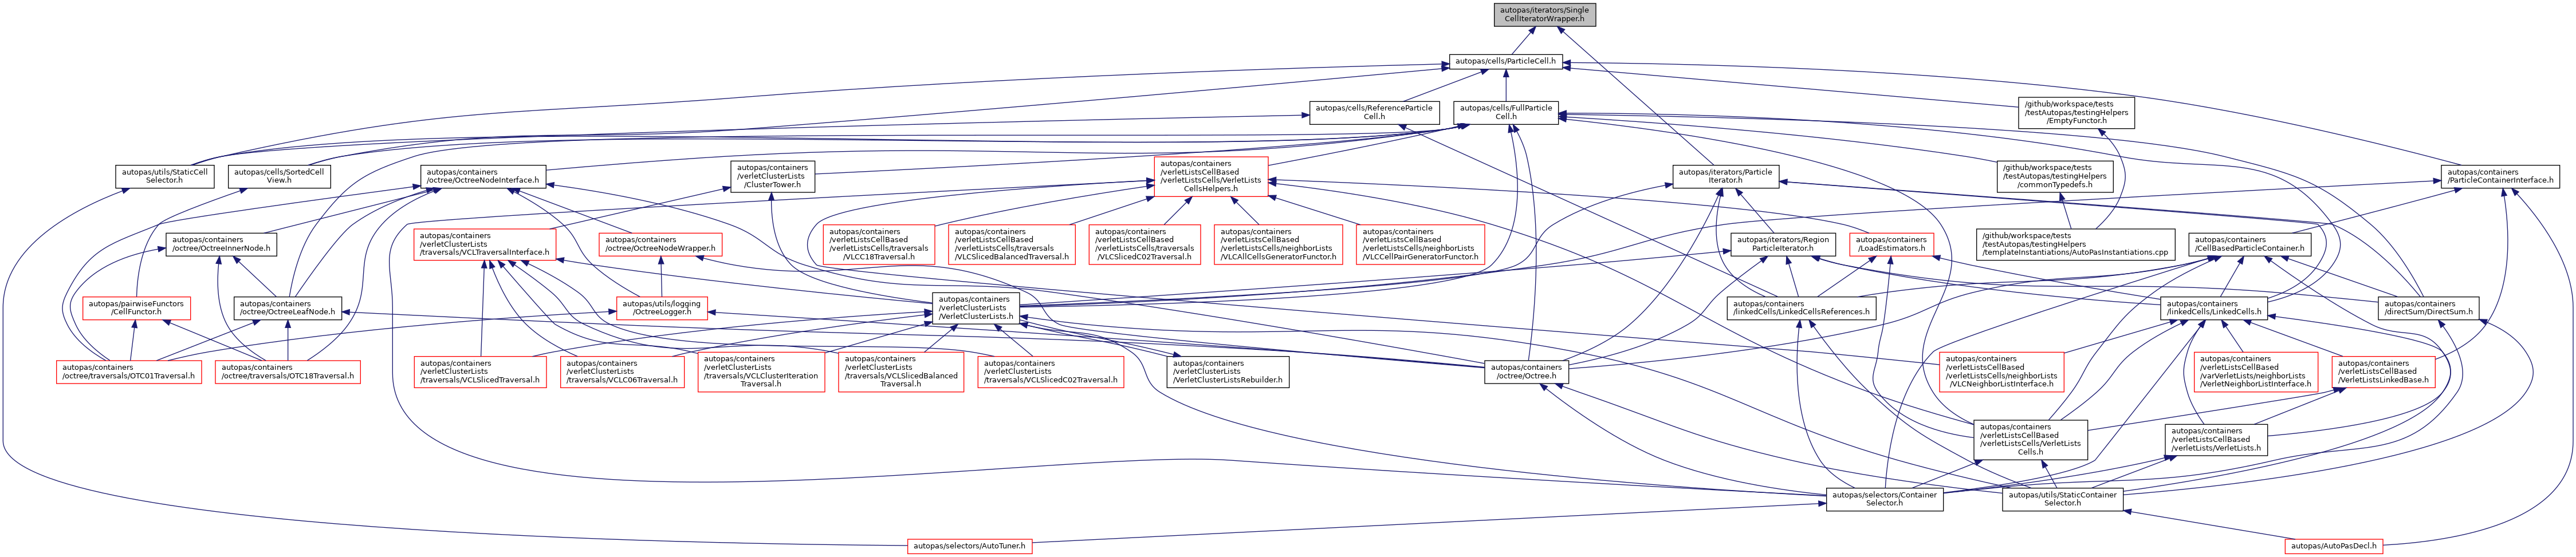 autopas/iterators/Single
CellIteratorWrapper.h
autopas/cells/ParticleCell.h
autopas/cells/ReferenceParticle
Cell.h
autopas/cells/FullParticle
Cell.h
/github/workspace/tests
/testAutopas/testingHelpers
/EmptyFunctor.h
autopas/utils/StaticCell
Selector.h
autopas/cells/SortedCell
View.h
autopas/containers
/octree/OctreeNodeInterface.h
autopas/containers
/verletClusterLists
/ClusterTower.h
autopas/containers
/verletListsCellBased
/verletListsCells/VerletLists
CellsHelpers.h
autopas/iterators/Particle
Iterator.h
/github/workspace/tests
/testAutopas/testingHelpers
/commonTypedefs.h
autopas/containers
/ParticleContainerInterface.h
autopas/containers
/octree/OctreeInnerNode.h
autopas/containers
/verletClusterLists
/traversals/VCLTraversalInterface.h
autopas/containers
/octree/OctreeNodeWrapper.h
autopas/containers
/verletListsCellBased
/verletListsCells/traversals
/VLCC18Traversal.h
autopas/containers
/verletListsCellBased
/verletListsCells/traversals
/VLCSlicedBalancedTraversal.h
autopas/containers
/verletListsCellBased
/verletListsCells/traversals
/VLCSlicedC02Traversal.h
autopas/containers
/verletListsCellBased
/verletListsCells/neighborLists
/VLCAllCellsGeneratorFunctor.h
autopas/containers
/verletListsCellBased
/verletListsCells/neighborLists
/VLCCellPairGeneratorFunctor.h
autopas/iterators/Region
ParticleIterator.h
autopas/containers
/LoadEstimators.h
/github/workspace/tests
/testAutopas/testingHelpers
/templateInstantiations/AutoPasInstantiations.cpp
autopas/containers
/CellBasedParticleContainer.h
autopas/pairwiseFunctors
/CellFunctor.h
autopas/containers
/octree/OctreeLeafNode.h
autopas/utils/logging
/OctreeLogger.h
autopas/containers
/verletClusterLists
/VerletClusterLists.h
autopas/containers
/linkedCells/LinkedCellsReferences.h
autopas/containers
/linkedCells/LinkedCells.h
autopas/containers
/directSum/DirectSum.h
autopas/containers
/octree/traversals/OTC01Traversal.h
autopas/containers
/octree/traversals/OTC18Traversal.h
autopas/containers
/verletClusterLists
/traversals/VCLSlicedTraversal.h
autopas/containers
/verletClusterLists
/traversals/VCLC06Traversal.h
autopas/containers
/verletClusterLists
/traversals/VCLClusterIteration
Traversal.h
autopas/containers
/verletClusterLists
/traversals/VCLSlicedBalanced
Traversal.h
autopas/containers
/verletClusterLists
/traversals/VCLSlicedC02Traversal.h
autopas/containers
/verletClusterLists
/VerletClusterListsRebuilder.h
autopas/containers
/octree/Octree.h
autopas/containers
/verletListsCellBased
/verletListsCells/neighborLists
/VLCNeighborListInterface.h
autopas/containers
/verletListsCellBased
/varVerletLists/neighborLists
/VerletNeighborListInterface.h
autopas/containers
/verletListsCellBased
/VerletListsLinkedBase.h
autopas/containers
/verletListsCellBased
/verletListsCells/VerletLists
Cells.h
autopas/containers
/verletListsCellBased
/verletLists/VerletLists.h
autopas/selectors/Container
Selector.h
autopas/utils/StaticContainer
Selector.h
autopas/selectors/AutoTuner.h
autopas/AutoPasDecl.h